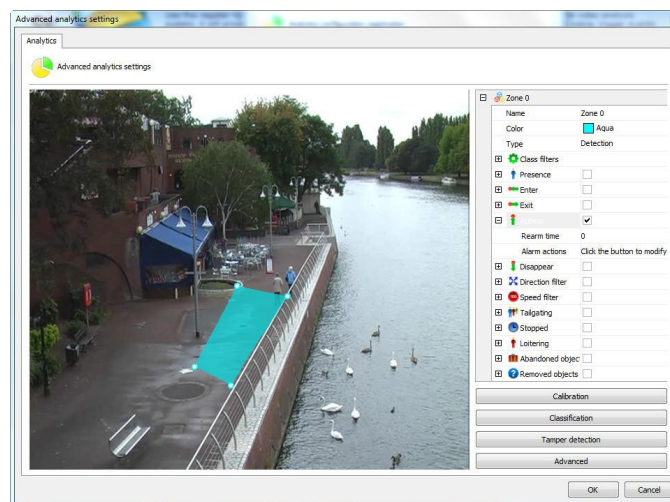 Advanced analytics settings
Analytics
Advanced analytics settings
Zone 0
Name Zone 0
Color Aqua
Type Detection
Class filters
Presence
Enter
Exit
Rearm time 0
Alarm actions Click the button to modify
Disappear
Direction filter
Speed filter
Tailgating
Stopped
Loitering
Abandoned objec
Removed objects
Calibration
Classification
Tamper detection
Advanced
OK Cancel